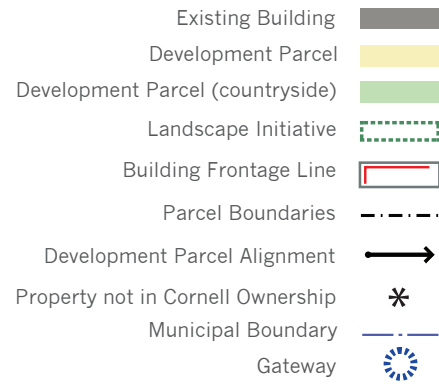 Existing Building
Development Parcel
Development Parcel (countryside)
Landscape Initiative
Building Frontage Line
Parcel Boundaries
Development Parcel Alignment
Property not in Cornell Ownership *
Municipal Boundary
Gateway